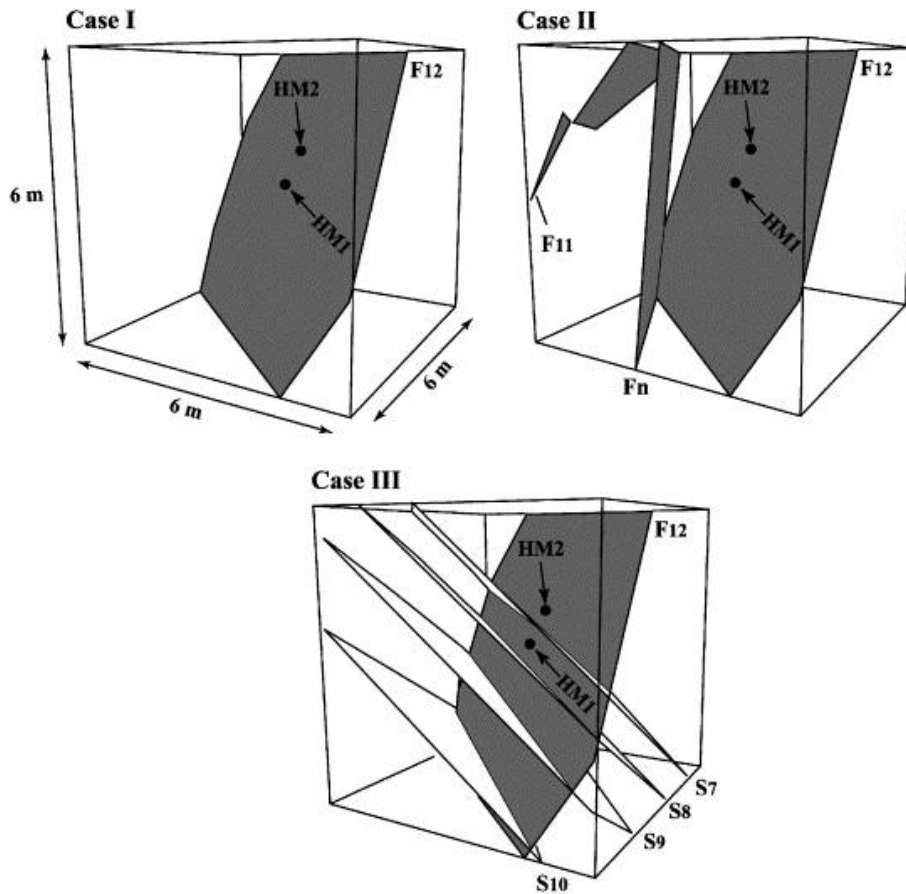 Case I
F12
HM2
HM1
6 m
6 m
6 m
Case II
F12
HM2
HM1
F11
Fn
Case III
F12
HM2
HM1
S7
S8
S9
S10